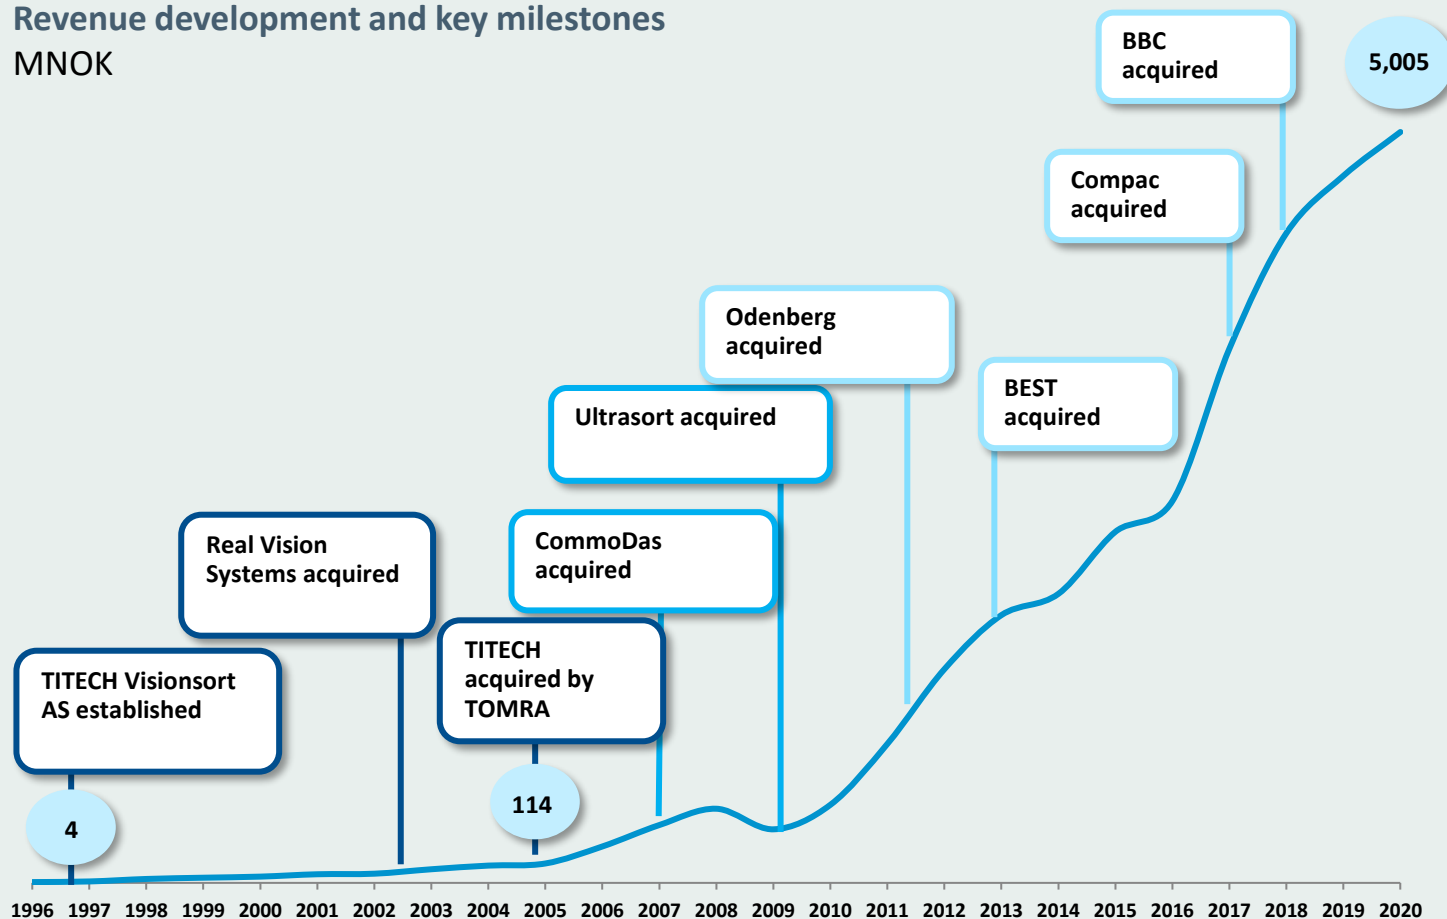 Revenue development and key milestones
MNOK
BBC
acquired
5,005
Compac
acquired
Odenberg
acquired
BEST
acquired
Ultrasort acquired
CommoDas
acquired
Real Vision
Systems acquired
TITECH
acquired by
TOMRA
TITECH Visionsort
AS established
114
4
1996 1997 1998 1999 2000 2001 2002 2003 2004 2005 2006 2007 2008 2009 2010 2011 2012 2013 2014 2015 2016 2017 2018 2019 2020